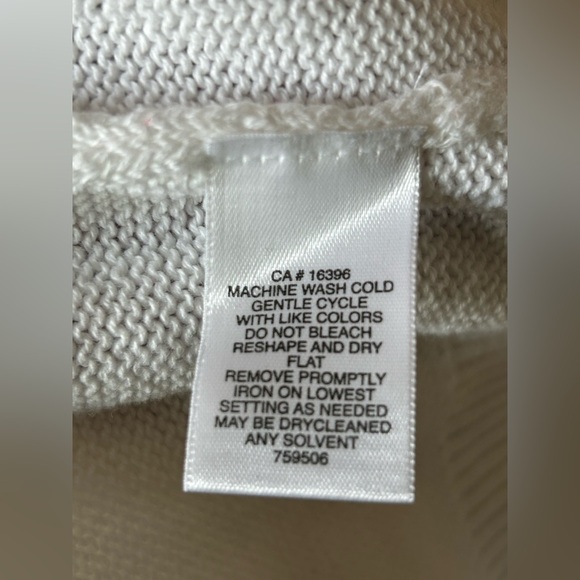 CA # 16396
MACHINE WASH COLD
GENTLE CYCLE
WITH LIKE COLORS
DO NOT BLEACH
RESHAPE AND DRY
FLAT
REMOVE PROMPTLY
IRON ON LOWEST
SETTING AS NEEDED
MAY BE DRYCLEANED
ANY SOLVENT
759506